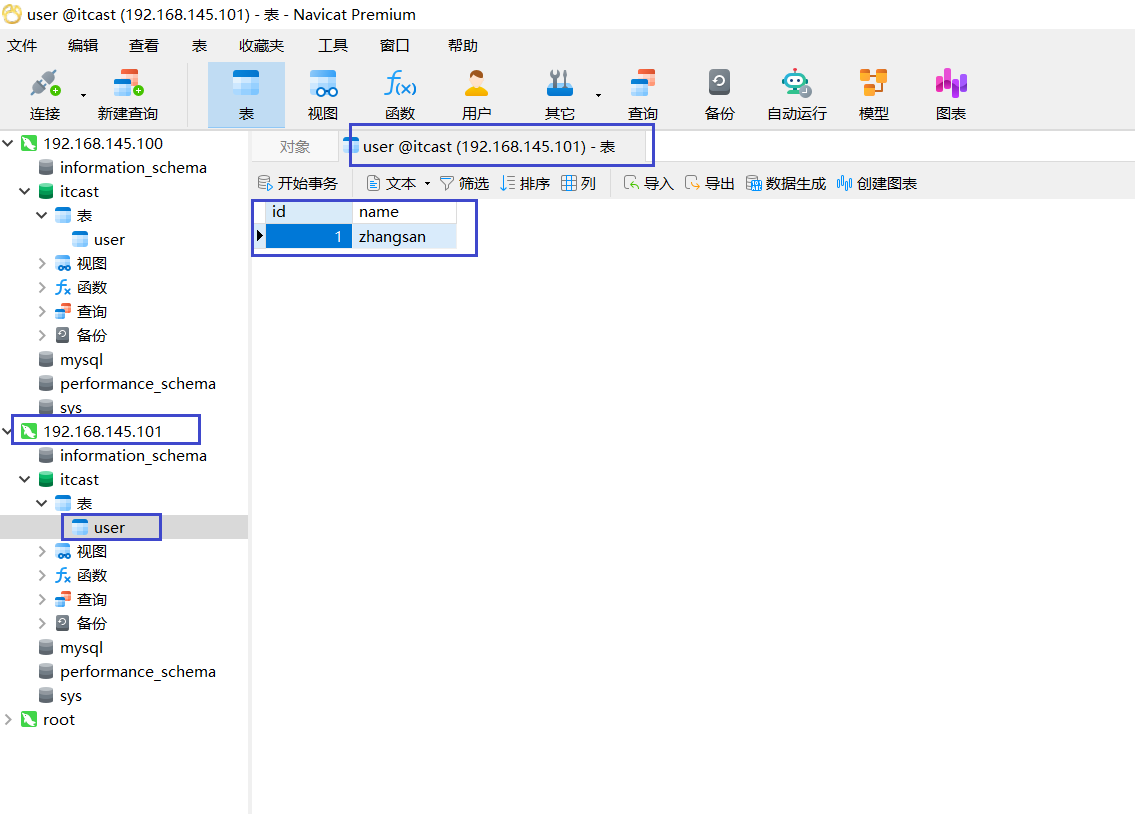 user @itcast (192.168.145.101) - 表 - Navicat Premium
文件 编辑 查看 表 收藏夹 工具 窗口 帮助
连接 新建查询 表 视图 函数 用户 其它 查询 备份 自动运行 模型 图表
192.168.145.100
information_schema
itcast
表
user
视图
函数
查询
备份
mysql
performance_schema
sys
192.168.145.101
information_schema
itcast
表
user
视图
函数
查询
备份
mysql
performance_schema
sys
root
对象 user @itcast (192.168.145.101) - 表
开始事务 文本 筛选 排序 列 导入 导出 数据生成 创建图表
id name
1 zhangsan